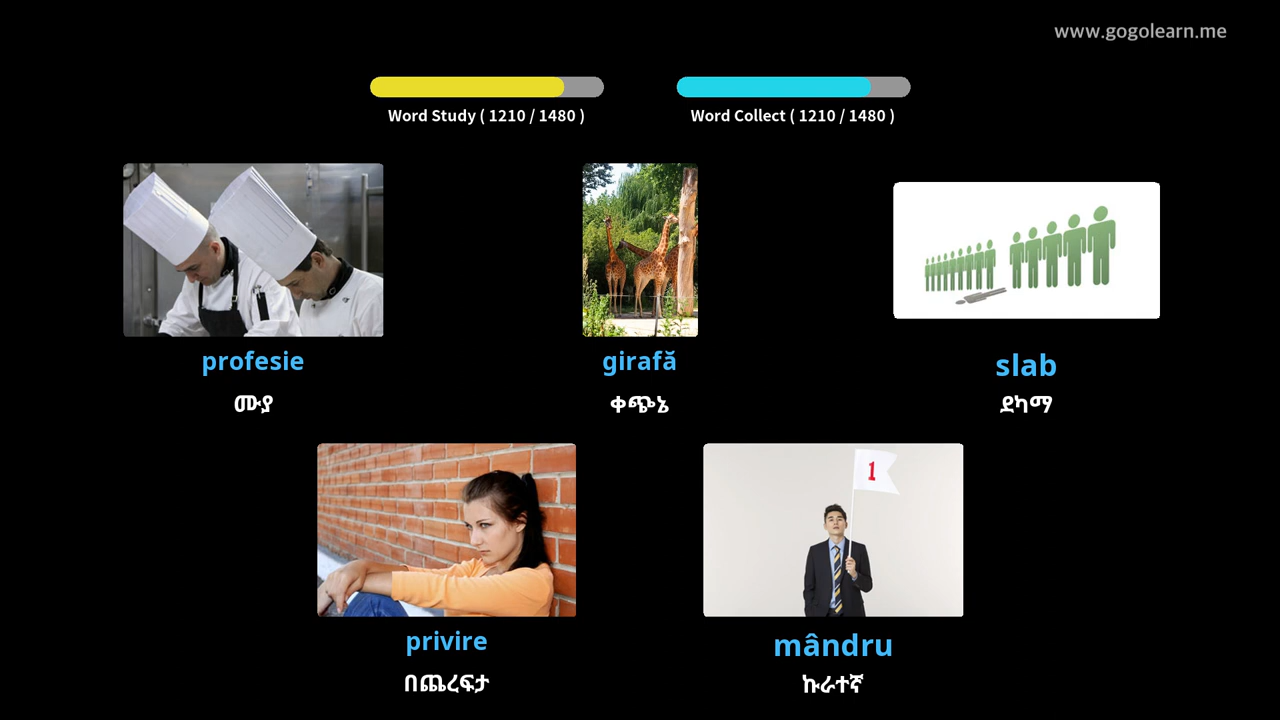 www.gogolearn.me
Word Study ( 1210 / 1480 )
Word Collect ( 1210 / 1480 )
profesie
ሙያ
girafă
ቀጭኔ
slab
ደካማ
1
privire
በጨረፍታ
mândru
ኩራተኛ